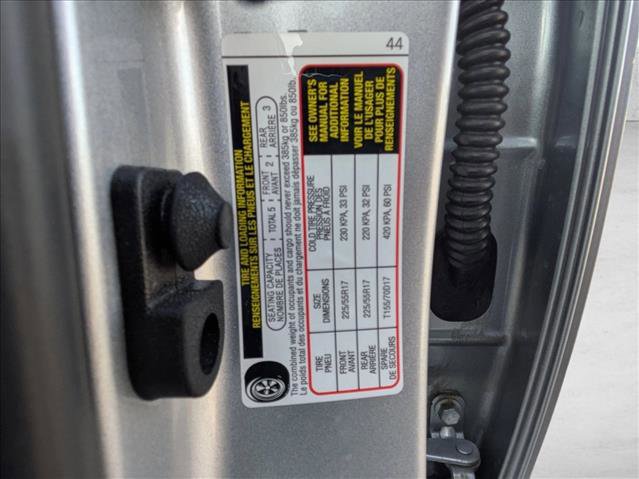 TIRE AND LOADING INFORMATION
RENSEIGNEMENTS SUR LES PNEUS ET LE CHARGEMENT
SEATING CAPACITY
NOMBRE DE PLACES
TOTAL 5
FRONT
AVANT 2
REAR
ARRIÈRE 3
The combined weight of occupants and cargo should never exceed 385kg or 850lbs.
Le poids total des occupants et du chargement ne doit jamais dépasser 385kg ou 850lb.
TIRE
PNEU
SIZE
DIMENSIONS
COLD TIRE PRESSURE
PRESSION DES
PNEUS À FROID
FRONT
AVANT
225/55R17
230 KPA, 33 PSI
REAR
ARRIÈRE
225/55R17
220 KPA, 32 PSI
SPARE
DE SECOURS
T155/70D17
420 KPA, 60 PSI
SEE OWNER'S
MANUAL FOR
ADDITIONAL
INFORMATION
VOIR LE MANUEL
DE L'USAGER
POUR PLUS DE
RENSEIGNEMENTS
44